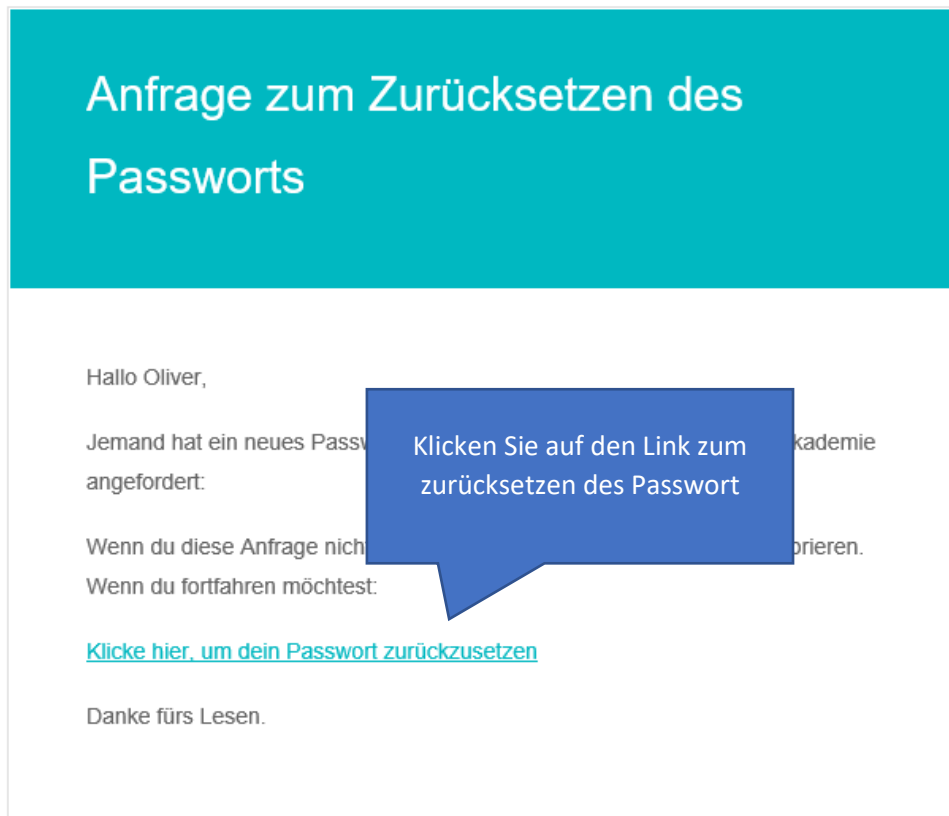 Anfrage zum Zurücksetzen des
Passworts
Hallo Oliver,
Jemand hat ein neues
Klicken Sie auf den Link zum
zurücksetzen des Passwort
angefordert:
Wenn du diese Anfrage
Wenn du fortfahren möchtest:
Klicke hier, um dein Passwort zurückzusetzen
Danke fürs Lesen.